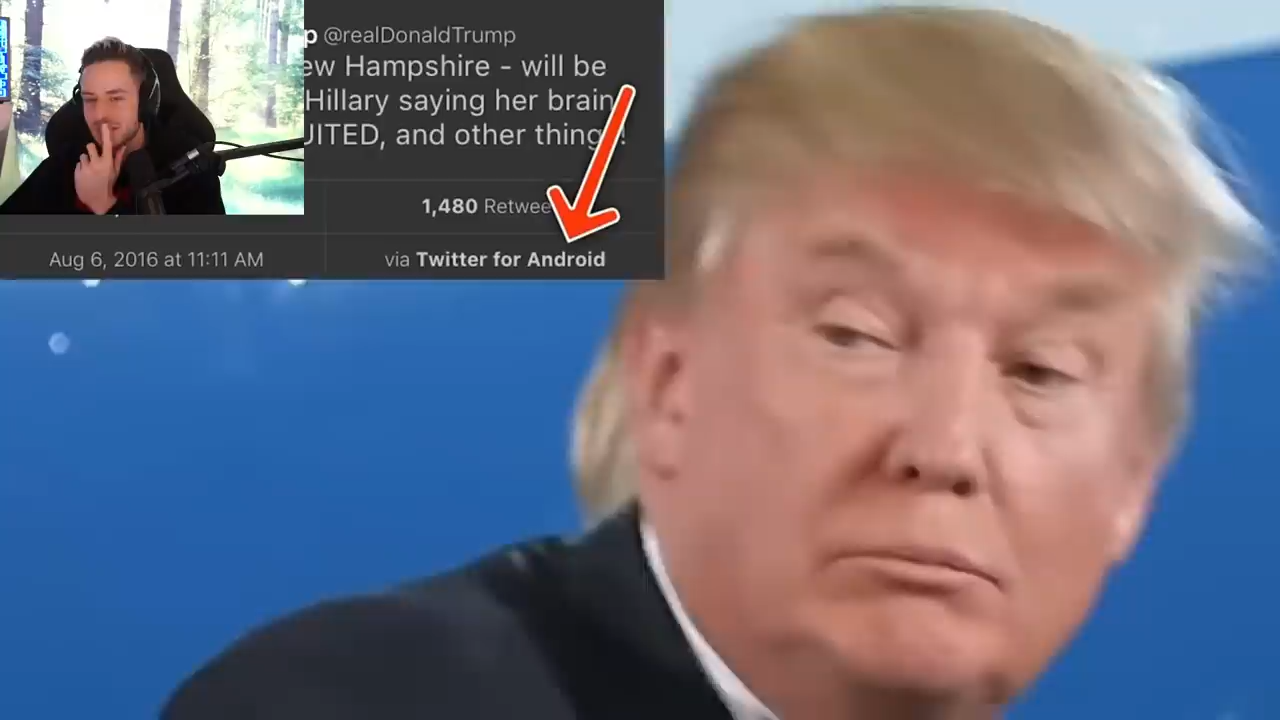 p @realDonaldTrump
ew Hampshire - will be
Hillary saying her brain
UITED, and other thing !
1,480 Retwee
Aug 6, 2016 at 11:11 AM
via Twitter for Android